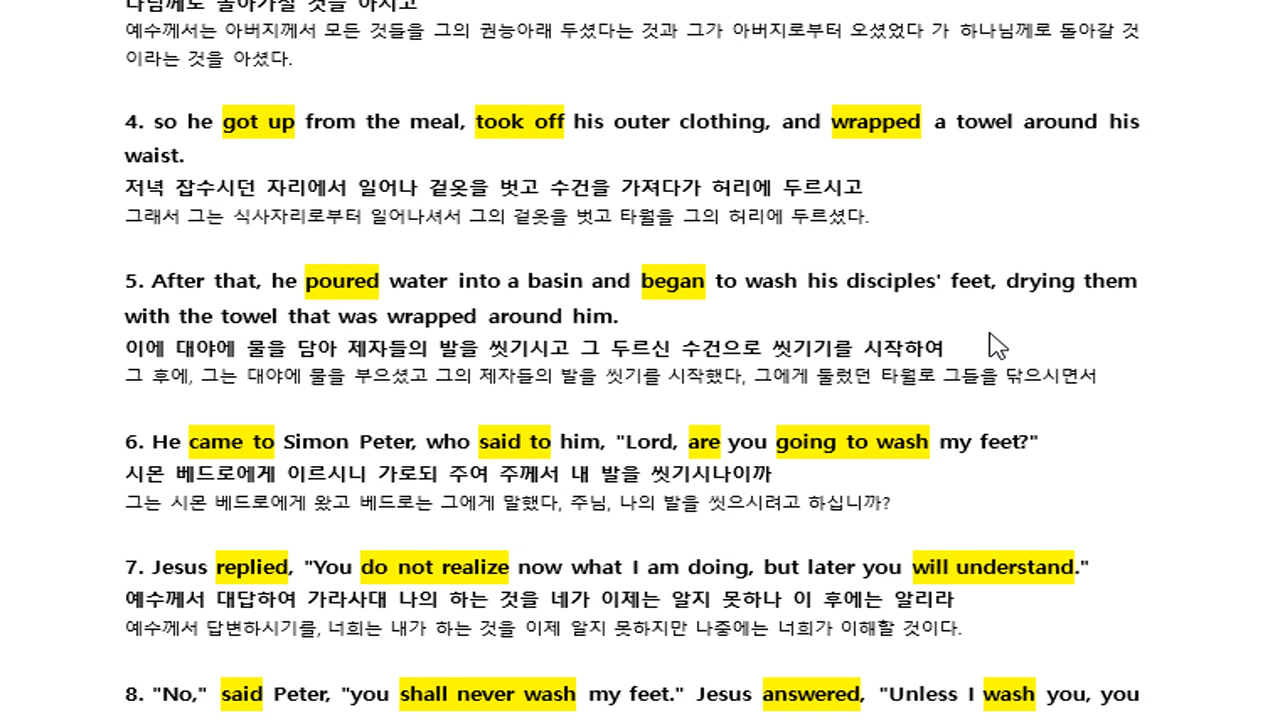 나님께로 돌아가실 것을 아시고
예수께서는 아버지께서 모든 것들을 그의 권능아래 두셨다는 것과 그가 아버지로부터 오셨었다 가 하나님께로 돌아갈 것
이라는 것을 아셨다.
4. so he got up from the meal, took off his outer clothing, and wrapped a towel around his
waist.
저녁 잡수시던 자리에서 일어나 겉옷을 벗고 수건을 가져다가 허리에 두르시고
그래서 그는 식사자리로부터 일어나셔서 그의 겉옷을 벗고 타월을 그의 허리에 두르셨다.
5. After that, he poured water into a basin and began to wash his disciples' feet, drying them
with the towel that was wrapped around him.
이에 대야에 물을 담아 제자들의 발을 씻기시고 그 두르신 수건으로 씻기기를 시작하여
그 후에, 그는 대야에 물을 부으셨고 그의 제자들의 발을 씻기를 시작했다, 그에게 둘렀던 타월로 그들을 닦으시면서
6. He came to Simon Peter, who said to him, "Lord, are you going to wash my feet?"
시몬 베드로에게 이르시니 가로되 주여 주께서 내 발을 씻기시나이까
그는 시몬 베드로에게 왔고 베드로는 그에게 말했다, 주님, 나의 발을 씻으시려고 하십니까?
7. Jesus replied, "You do not realize now what I am doing, but later you will understand."
예수께서 대답하여 가라사대 나의 하는 것을 네가 이제는 알지 못하나 이 후에는 알리라
예수께서 답변하시기를, 너희는 내가 하는 것을 이제 알지 못하지만 나중에는 너희가 이해할 것이다.
8. "No," said Peter, "you shall never wash my feet." Jesus answered, "Unless I wash you, you